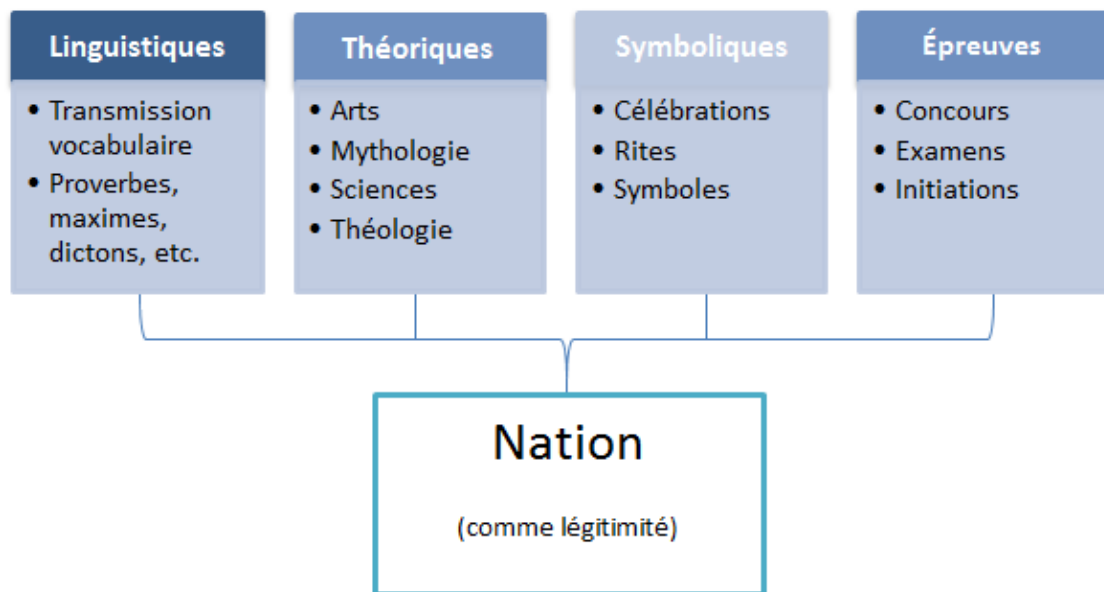 Linguistiques
• Transmission
vocabulaire
• Proverbes,
maximes,
dictons, etc.
Théoriques
• Arts
• Mythologie
• Sciences
• Théologie
Symboliques
• Célébrations
• Rites
• Symboles
Épreuves
• Concours
• Examens
• Initiations
Nation
(comme légitimité)